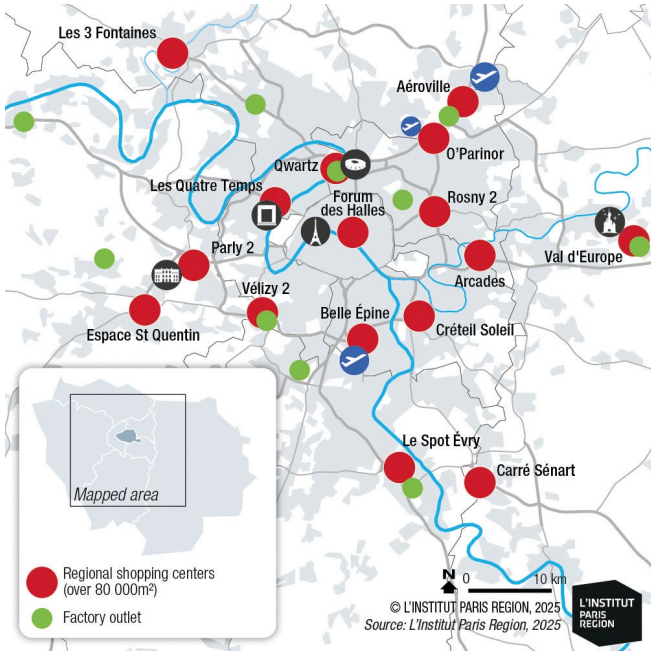 Les 3 Fontaines
Aéroville
O'Parinor
Qwartz
Les Quatre Temps
Forum
des Halles
Rosny 2
Parly 2
Val d'Europe
Arcades
Vélizy 2
Belle Épine
Créteil Soleil
Espace St Quentin
Le Spot Évry
Carré Sénart
Mapped area
Regional shopping centers
(over 80 000m²)
Factory outlet
N
0 10 km
© L'INSTITUT PARIS REGION, 2025
Source: L'Institut Paris Region, 2025
L'INSTITUT
PARIS
REGION